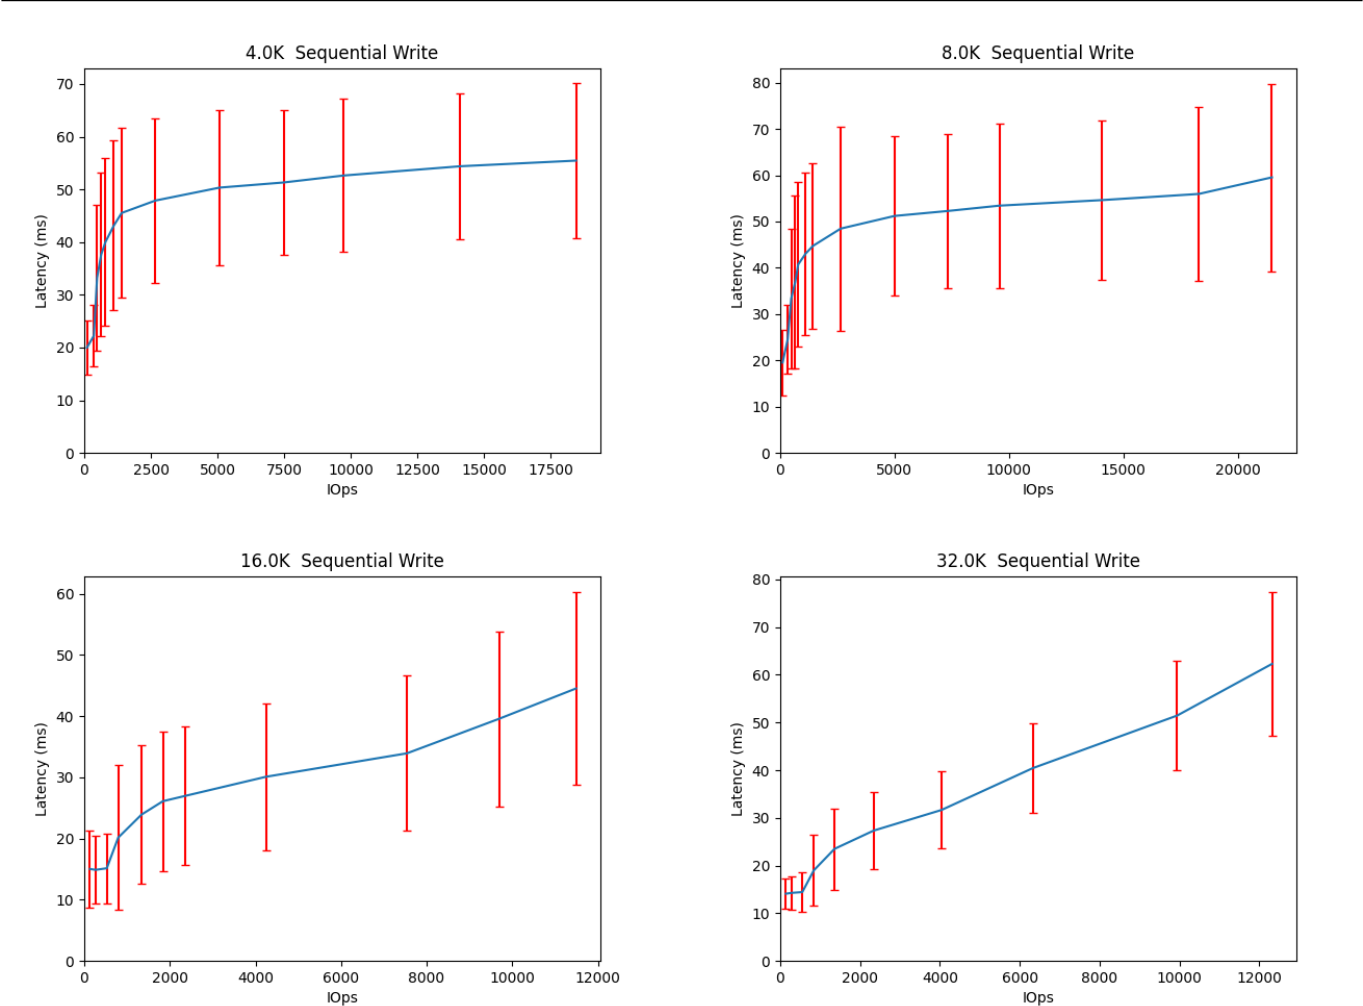 4.0K  Sequential Write
70
60
50
40
30
20
10
0
Latency (ms)
0 2500 5000 7500 10000 12500 15000 17500
IOps
8.0K  Sequential Write
80
70
60
50
40
30
20
10
0
Latency (ms)
0 5000 10000 15000 20000
IOps
16.0K  Sequential Write
60
50
40
30
20
10
0
Latency (ms)
0 2000 4000 6000 8000 10000 12000
IOps
32.0K  Sequential Write
80
70
60
50
40
30
20
10
0
Latency (ms)
0 2000 4000 6000 8000 10000 12000
IOps